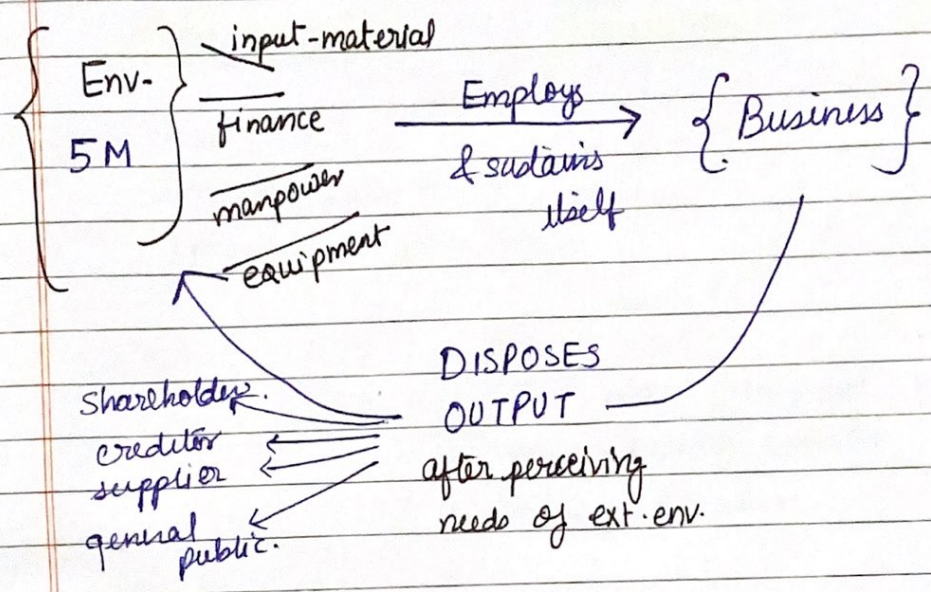 Env-
5 M
input-material
finance
manpower
equipment
Employs
& sustains
itself
Business
DISPOSES
OUTPUT
after perceiving
needs of ext. env.
shareholder.
creditor
supplier
general
public.